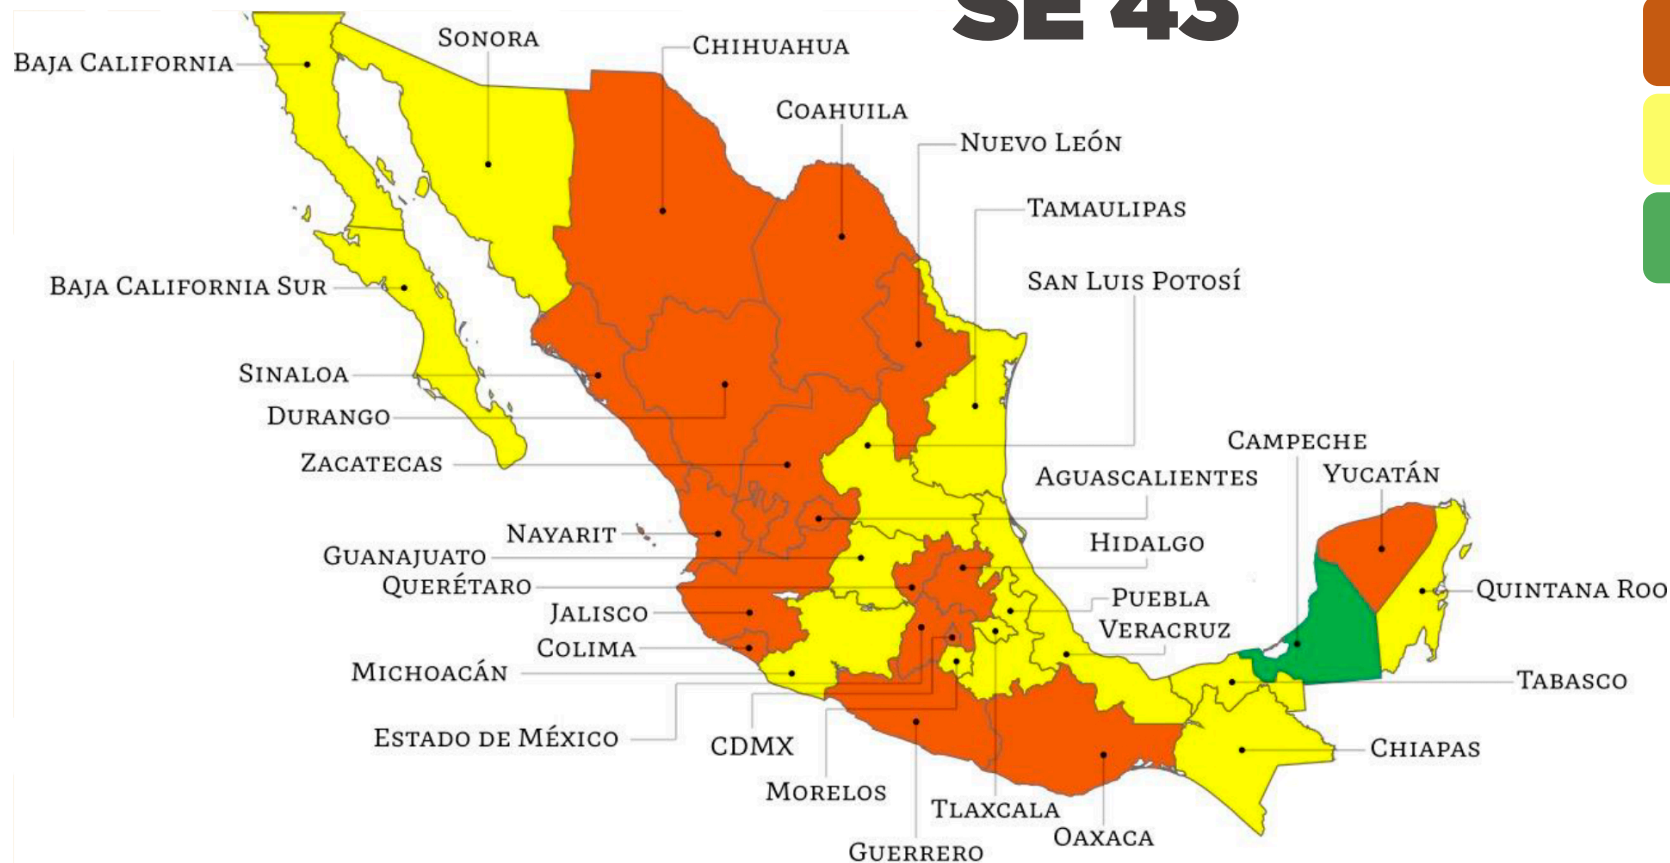 SE 43
SONORA
CHIHUAHUA
BAJA CALIFORNIA
COAHUILA
NUEVO LEÓN
TAMAULIPAS
SAN LUIS POTOSÍ
BAJA CALIFORNIA SUR
SINALOA
DURANGO
CAMPECHE
ZACATECAS
YUCATÁN
AGUASCALIENTES
NAYARIT
HIDALGO
GUANAJUATO
QUERÉTARO
QUINTANA ROO
PUEBLA
JALISCO
VERACRUZ
COLIMA
MICHOACÁN
TABASCO
ESTADO DE MÉXICO
CDMX
CHIAPAS
MORELOS
TLAXCALA
OAXACA
GUERRERO